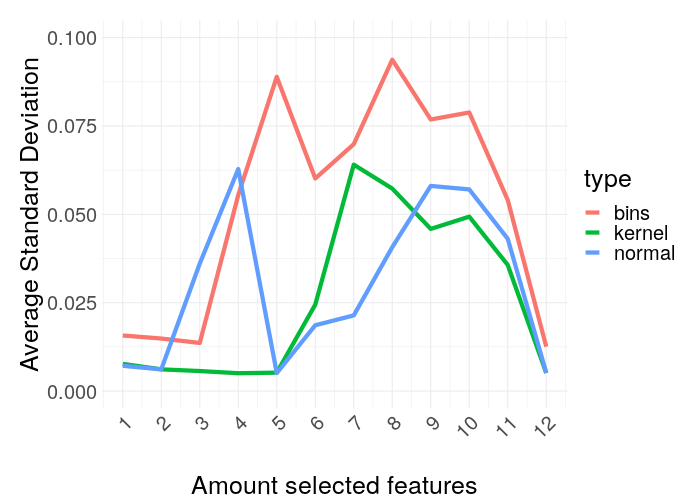 Average Standard Deviation
0.100
0.075
0.050
0.025
0.000
1 2 3 4 5 6 7 8 9 10 11 12
Amount selected features
type
bins
kernel
normal